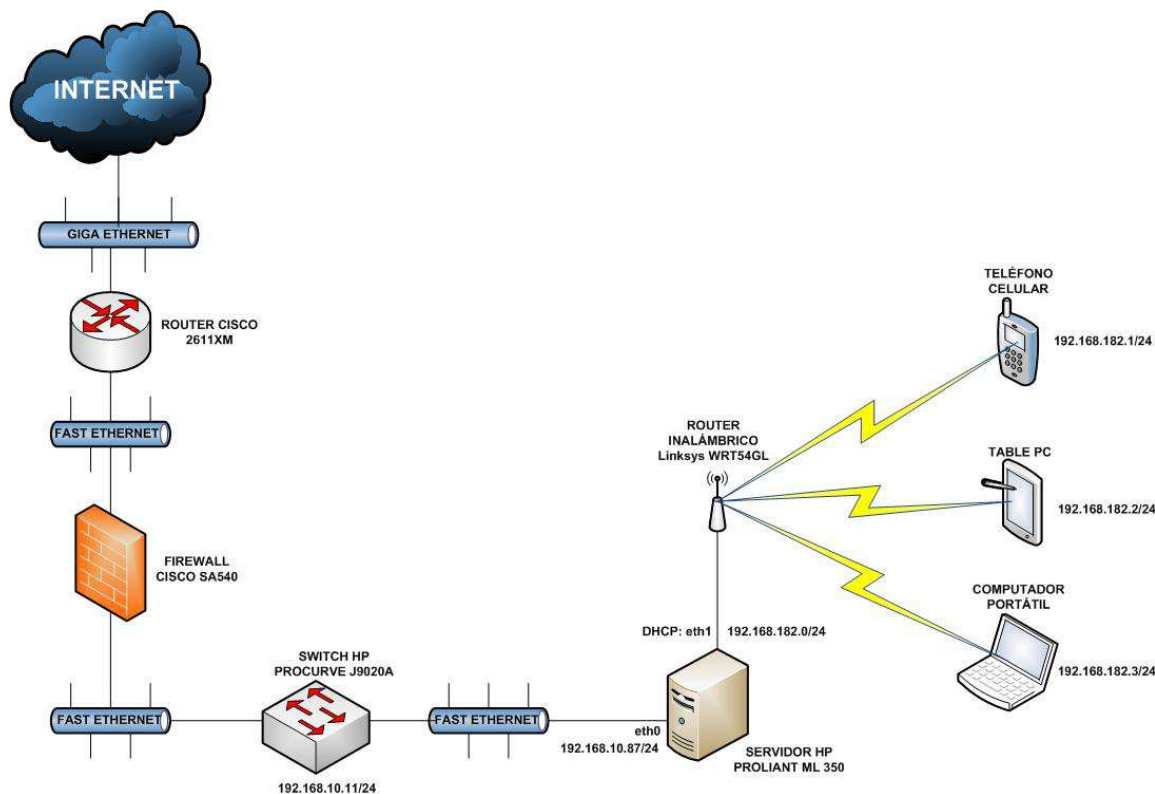 INTERNET
GIGA ETHERNET
ROUTER CISCO
2611XM
FAST ETHERNET
FIREWALL
CISCO SA540
FAST ETHERNET
SWITCH HP
PROCURVE J9020A
192.168.10.11/24
FAST ETHERNET
eth0
192.168.10.87/24
SERVIDOR HP
PROLIANT ML 350
DHCP: eth1
192.168.182.0/24
ROUTER
INALÁMBRICO
Linksys WRT54GL
TELÉFONO
CELULAR
192.168.182.1/24
TABLE PC
192.168.182.2/24
COMPUTADOR
PORTÁTIL
192.168.182.3/24